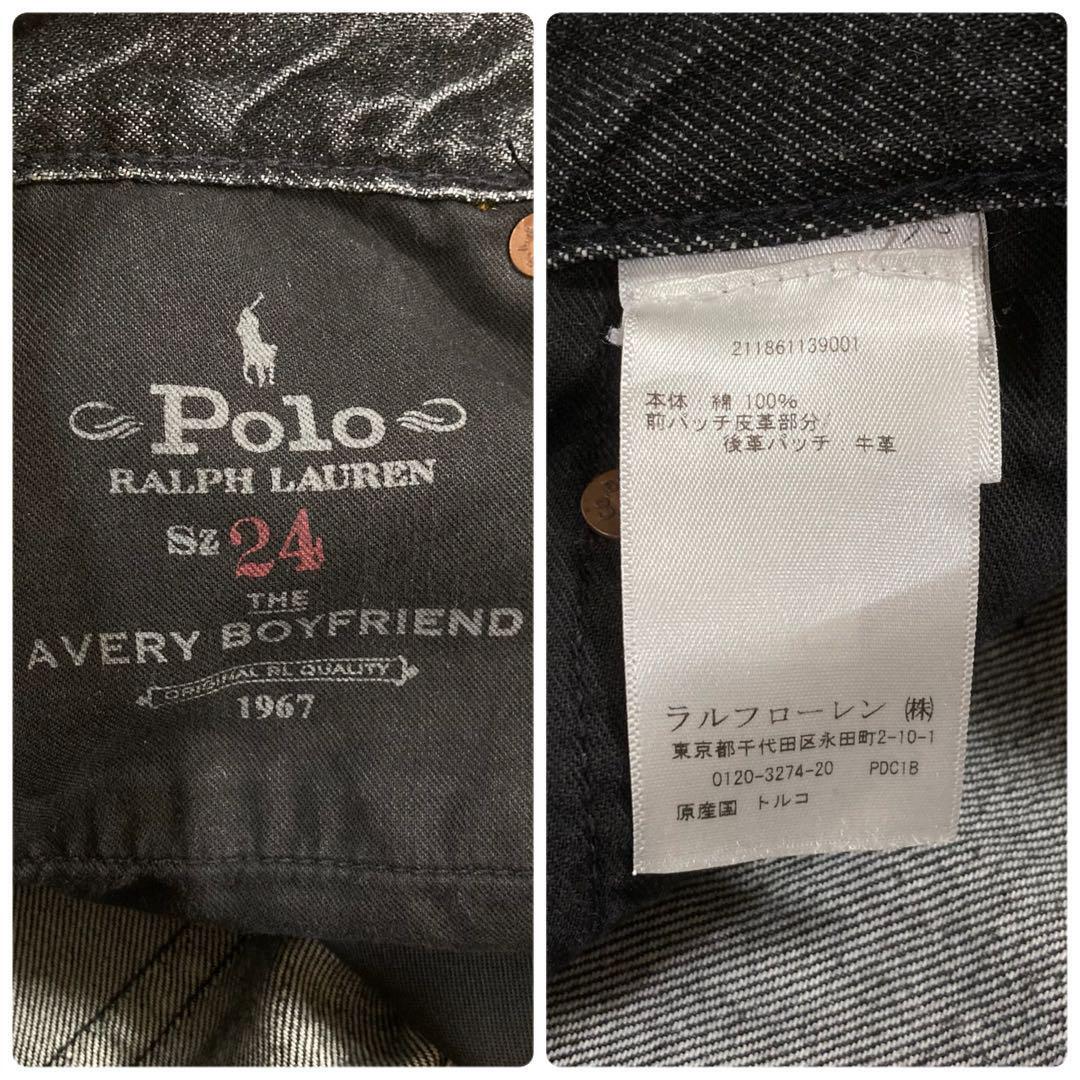 Polo
RALPH LAUREN
Sz 24
THE
AVERY BOYFRIEND
ORIGINAL RL QUALITY
1967
211861139001
本体 綿 100%
前パッチ皮革部分/
後革パッチ 牛革
ラルフローレン ㈱
東京都千代田区永田町2-10-1
0120-3274-20 PDC1B
原産国 トルコ